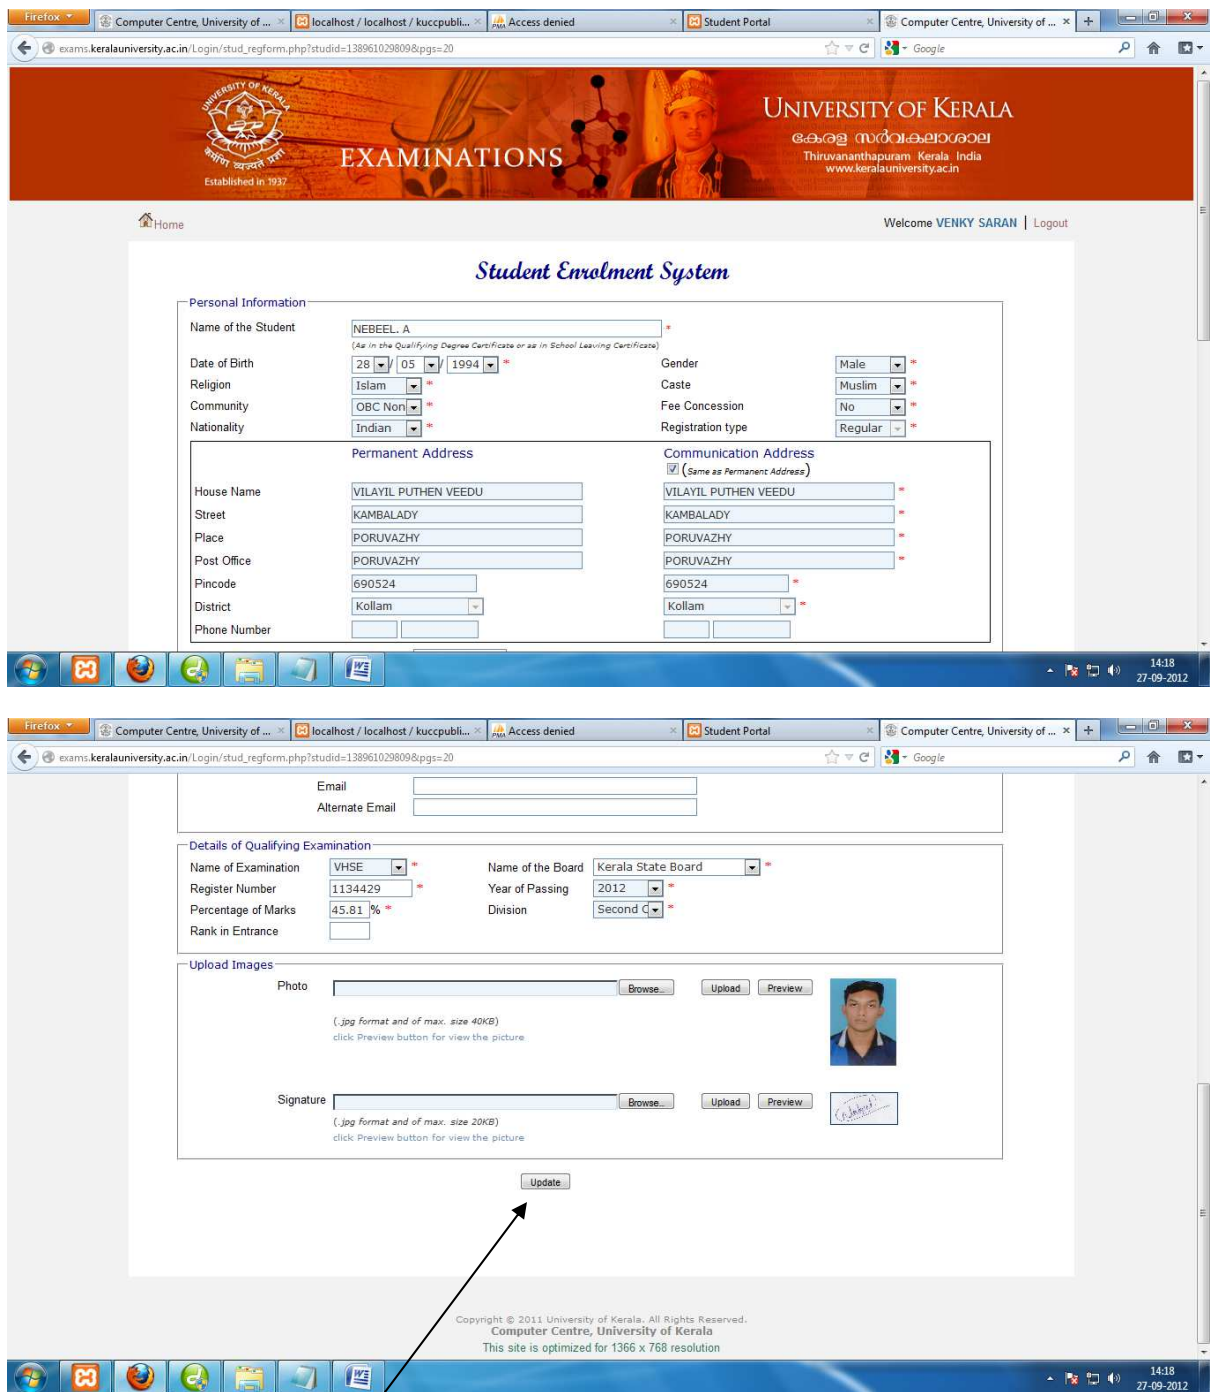 Firefox
Computer Centre, University of ... ×
localhost / localhost / kuccpubli... ×
Access denied ×
Student Portal ×
Computer Centre, University of ... ×
exams.keralauniversity.ac.in/Login/stud_regform.php?studid=138961029809&pgs=20
Google
EXAMINATIONS
Established in 1937
UNIVERSITY OF KERALA
കേരള സർവകലാശാല
Thiruvananthapuram Kerala India
www.keralauniversity.ac.in
Home
Welcome VENKY SARAN | Logout
Student Enrolment System
Personal Information
Name of the Student NEBEEL. A *
(As in the Qualifying Degree Certificate or as in School Leaving Certificate)
Date of Birth 28 / 05 / 1994 * Gender Male *
Religion Islam * Caste Muslim *
Community OBC Non * Fee Concession No *
Nationality Indian * Registration type Regular *
Permanent Address Communication Address
(Same as Permanent Address)
House Name VILAYIL PUTHEN VEEDU VILAYIL PUTHEN VEEDU *
Street KAMBALADY KAMBALADY *
Place PORUVAZHY PORUVAZHY *
Post Office PORUVAZHY PORUVAZHY *
Pincode 690524 690524 *
District Kollam Kollam *
Phone Number
14:18
27-09-2012
Firefox
Computer Centre, University of ... ×
localhost / localhost / kuccpubli... ×
Access denied ×
Student Portal ×
Computer Centre, University of ... ×
exams.keralauniversity.ac.in/Login/stud_regform.php?studid=138961029809&pgs=20
Google
Email
Alternate Email
Details of Qualifying Examination
Name of Examination VHSE * Name of the Board Kerala State Board *
Register Number 1134429 * Year of Passing 2012 *
Percentage of Marks 45.81 % * Division Second C *
Rank in Entrance
Upload Images
Photo Browse... Upload Preview
(.jpg format and of max. size 40KB)
click Preview button for view the picture
Signature Browse... Upload Preview
(.jpg format and of max. size 20KB)
click Preview button for view the picture
Update
Copyright © 2011 University of Kerala. All Rights Reserved.
Computer Centre, University of Kerala
This site is optimized for 1366 x 768 resolution
14:18
27-09-2012